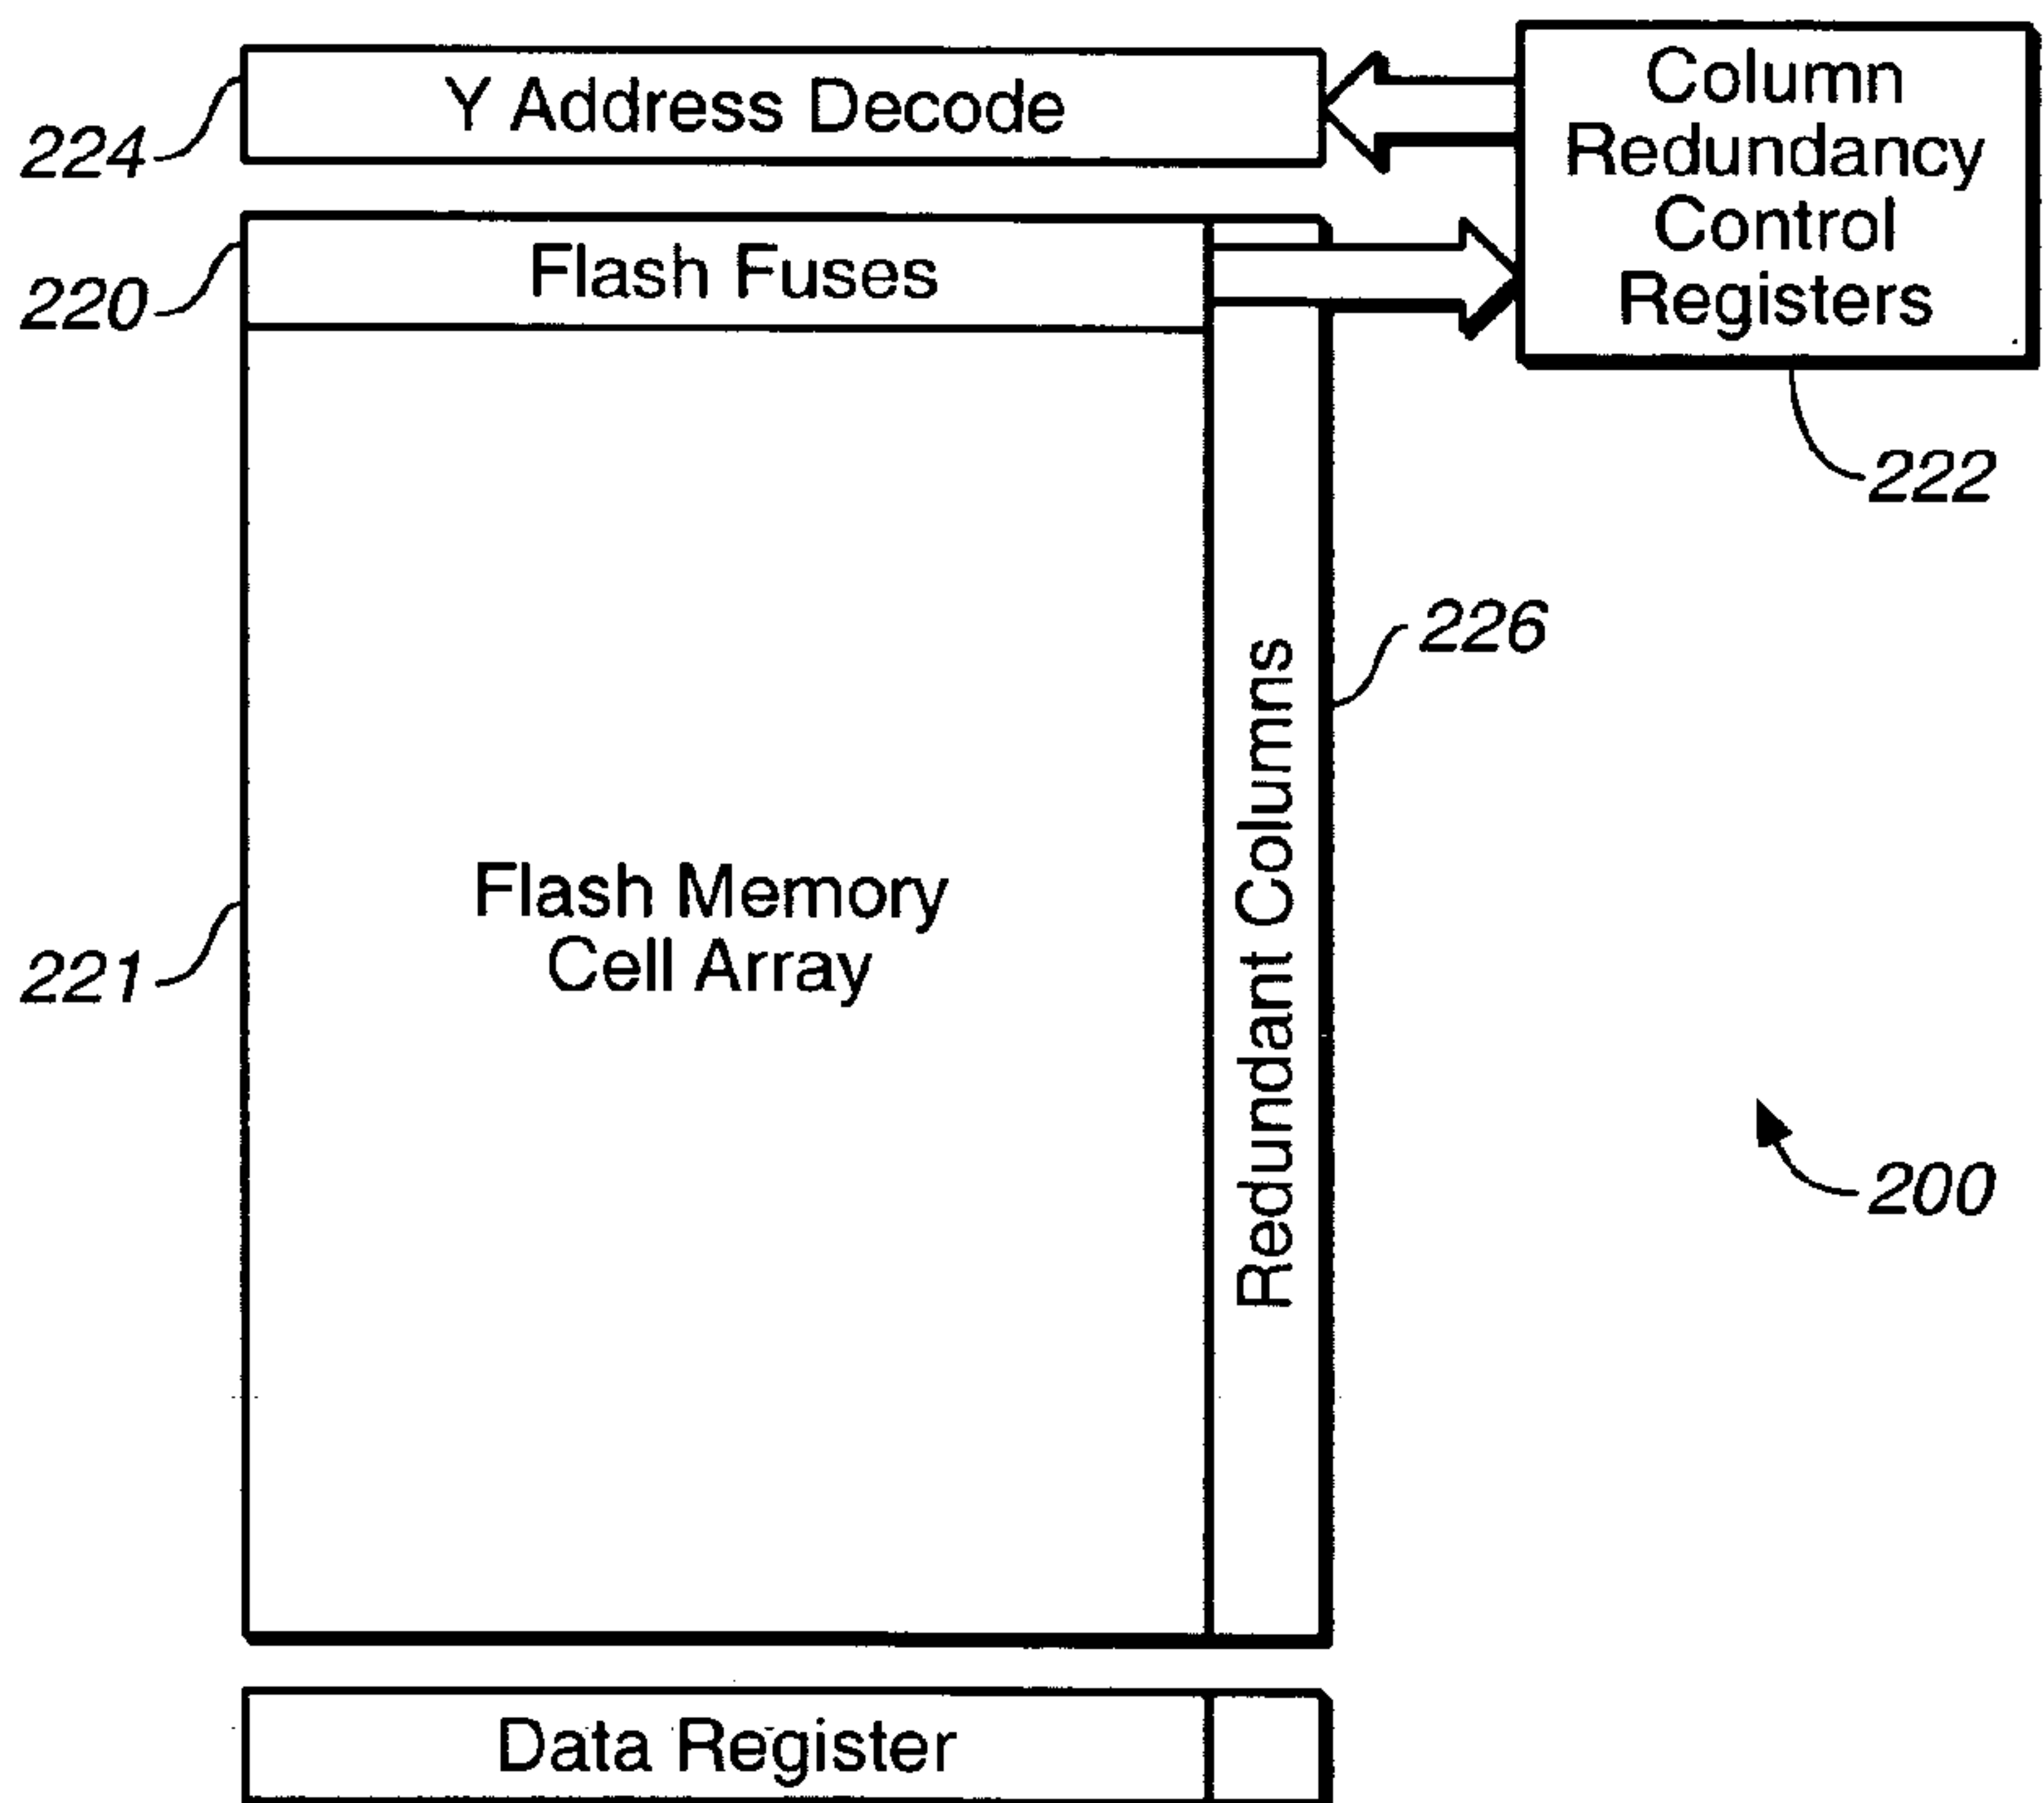 Y Address Decode
Column
Redundancy
Control
Registers
224
Flash Fuses
220
222
226
Redundant Columns
Flash Memory
Cell Array
221
200
Data Register